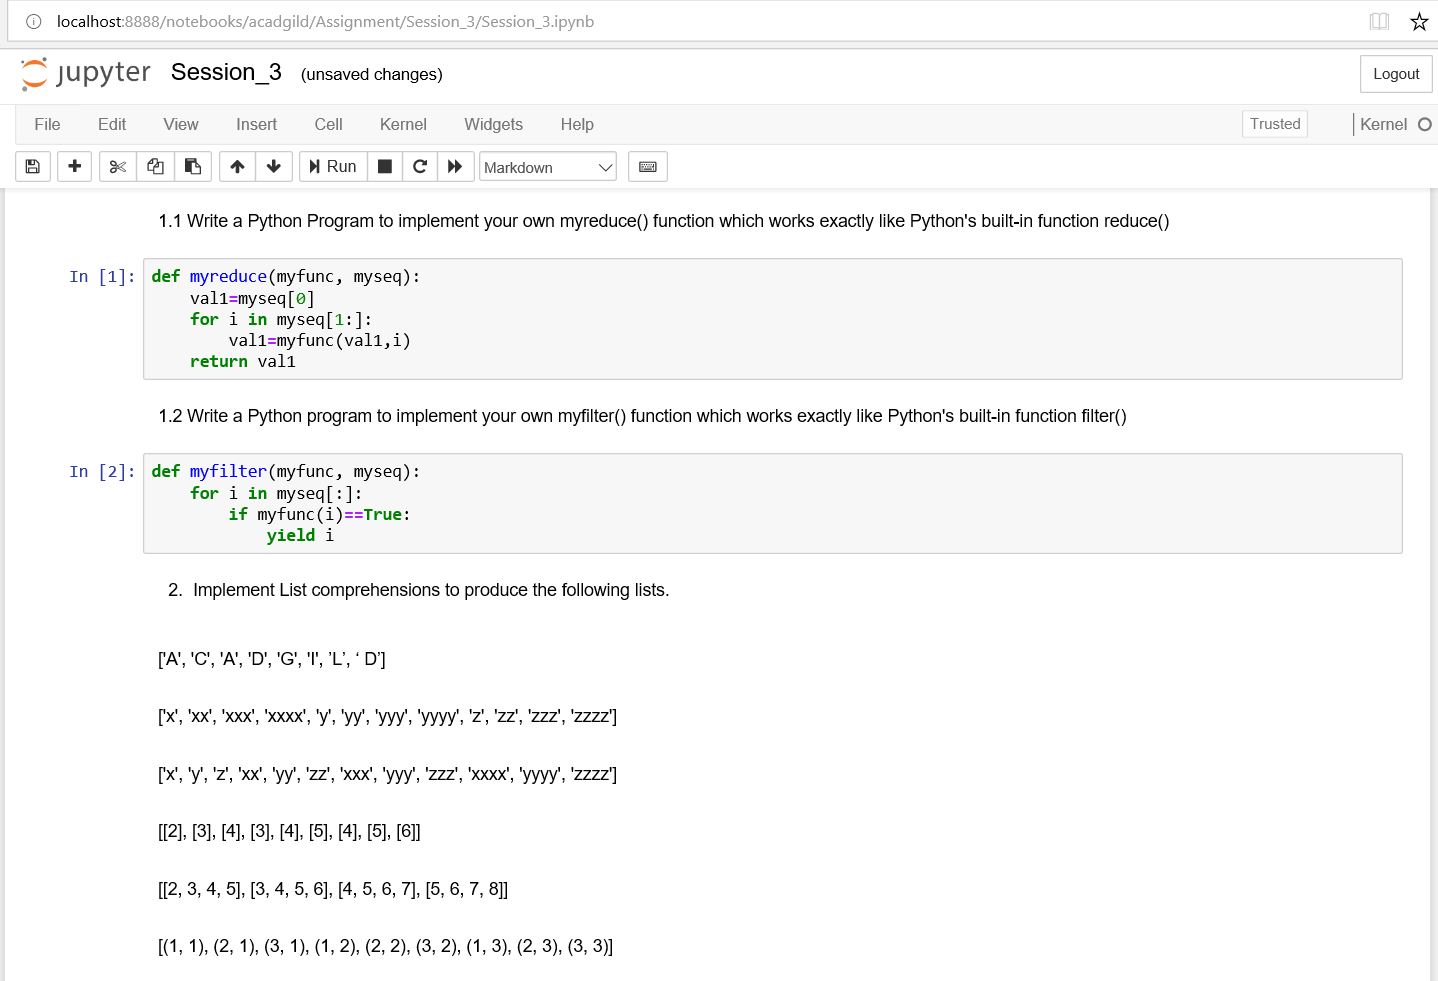 localhost:8888/notebooks/acadgild/Assignment/Session_3/Session_3.ipynb
jupyter Session_3 (unsaved changes)
Logout
File Edit View Insert Cell Kernel Widgets Help Trusted Kernel
Run Markdown
1.1 Write a Python Program to implement your own myreduce() function which works exactly like Python's built-in function reduce()
In [1]: def myreduce(myfunc, myseq):
    val1=myseq[0]
    for i in myseq[1:]:
        val1=myfunc(val1,i)
    return val1
1.2 Write a Python program to implement your own myfilter() function which works exactly like Python's built-in function filter()
In [2]: def myfilter(myfunc, myseq):
    for i in myseq[:]:
        if myfunc(i)==True:
            yield i
2. Implement List comprehensions to produce the following lists.
['A', 'C', 'A', 'D', 'G', 'I', ’L’, ‘ D’]
['x', 'xx', 'xxx', 'xxxx', 'y', 'yy', 'yyy', 'yyyy', 'z', 'zz', 'zzz', 'zzzz']
['x', 'y', 'z', 'xx', 'yy', 'zz', 'xxx', 'yyy', 'zzz', 'xxxx', 'yyyy', 'zzzz']
[[2], [3], [4], [3], [4], [5], [4], [5], [6]]
[[2, 3, 4, 5], [3, 4, 5, 6], [4, 5, 6, 7], [5, 6, 7, 8]]
[(1, 1), (2, 1), (3, 1), (1, 2), (2, 2), (3, 2), (1, 3), (2, 3), (3, 3)]